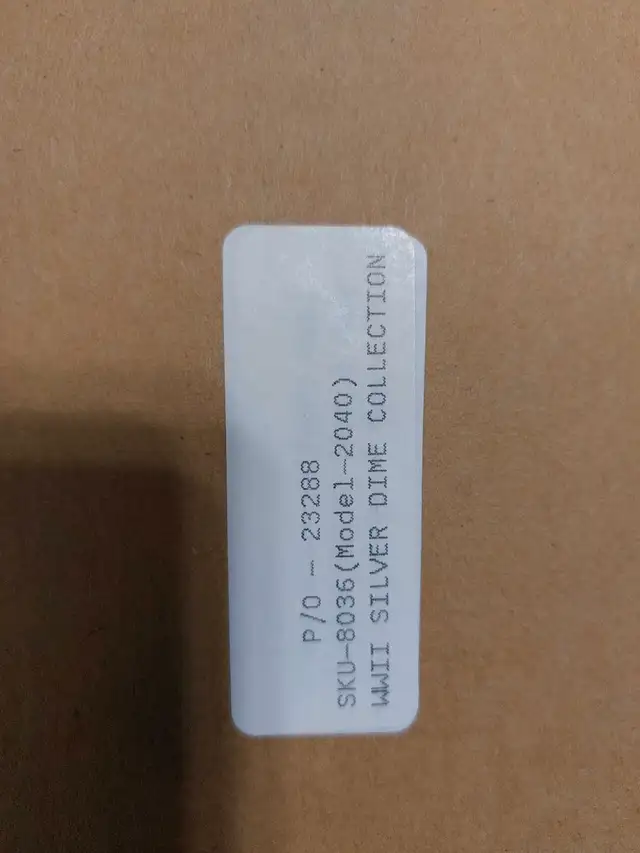 P/O - 23288
SKU-8036(Model-2040)
WWII SILVER DIME COLLECTION